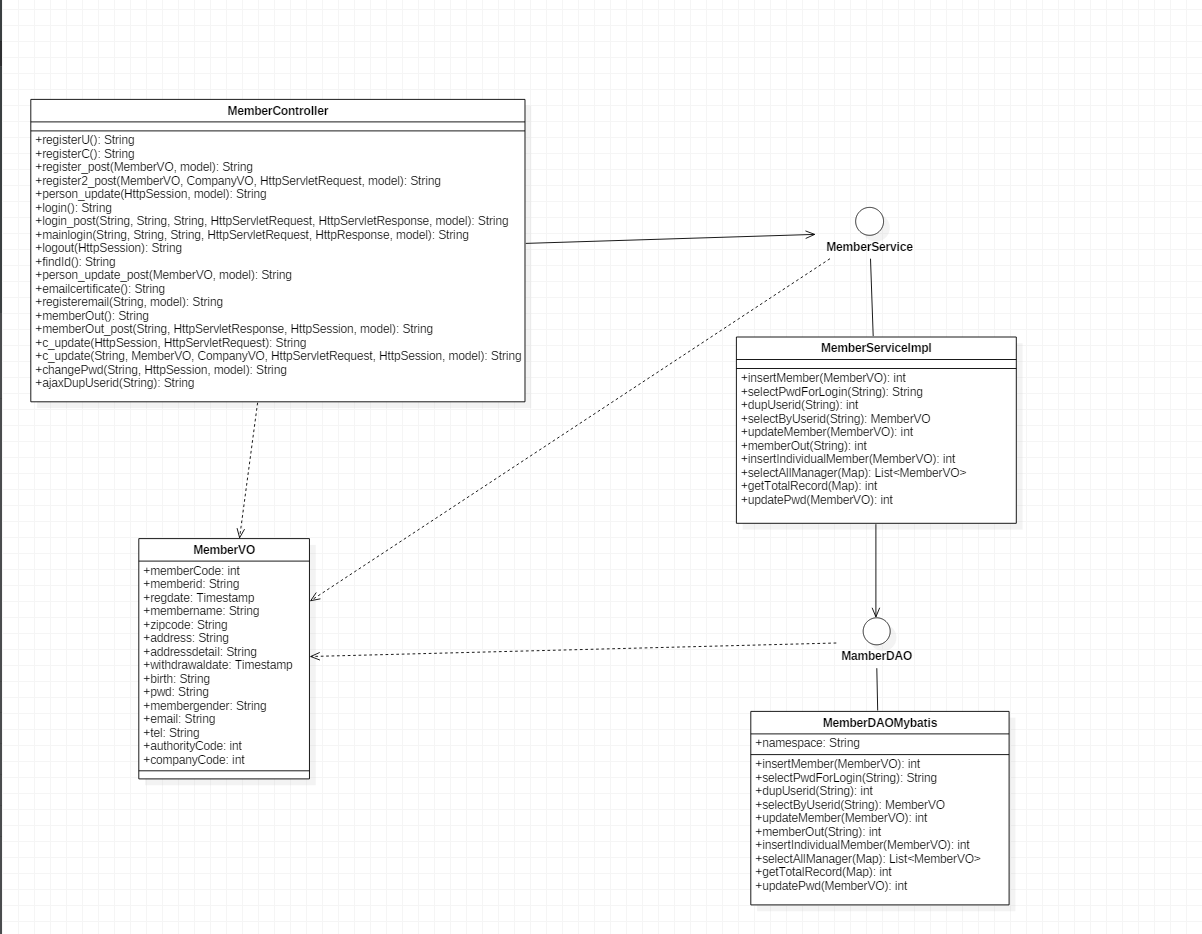 MemberController
+registerU(): String
+registerC(): String
+register_post(MemberVO, model): String
+register2_post(MemberVO, CompanyVO, HttpServletRequest, model): String
+person_update(HttpSession, model): String
+login(): String
+login_post(String, String, String, HttpServletRequest, HttpServletResponse, model): String
+mainlogin(String, String, String, HttpServletRequest, HttpResponse, model): String
+logout(HttpSession): String
+findId(): String
+person_update_post(MemberVO, model): String
+emailcertificate(): String
+registeremail(String, model): String
+memberOut(): String
+memberOut_post(String, HttpServletResponse, HttpSession, model): String
+c_update(HttpSession, HttpServletRequest): String
+c_update(String, MemberVO, CompanyVO, HttpServletRequest, HttpSession, model): String
+changePwd(String, HttpSession, model): String
+ajaxDupUserid(String): String
MemberService
MemberServiceImpl
+insertMember(MemberVO): int
+selectPwdForLogin(String): String
+dupUserid(String): int
+selectByUserid(String): MemberVO
+updateMember(MemberVO): int
+memberOut(String): int
+insertIndividualMember(MemberVO): int
+selectAllManager(Map): List<MemberVO>
+getTotalRecord(Map): int
+updatePwd(MemberVO): int
MemberVO
+memberCode: int
+memberid: String
+regdate: Timestamp
+membername: String
+zipcode: String
+address: String
+addressdetail: String
+withdrawaldate: Timestamp
+birth: String
+pwd: String
+membergender: String
+email: String
+tel: String
+authorityCode: int
+companyCode: int
MamberDAO
MemberDAOMybatis
+namespace: String
+insertMember(MemberVO): int
+selectPwdForLogin(String): String
+dupUserid(String): int
+selectByUserid(String): MemberVO
+updateMember(MemberVO): int
+memberOut(String): int
+insertIndividualMember(MemberVO): int
+selectAllManager(Map): List<MemberVO>
+getTotalRecord(Map): int
+updatePwd(MemberVO): int